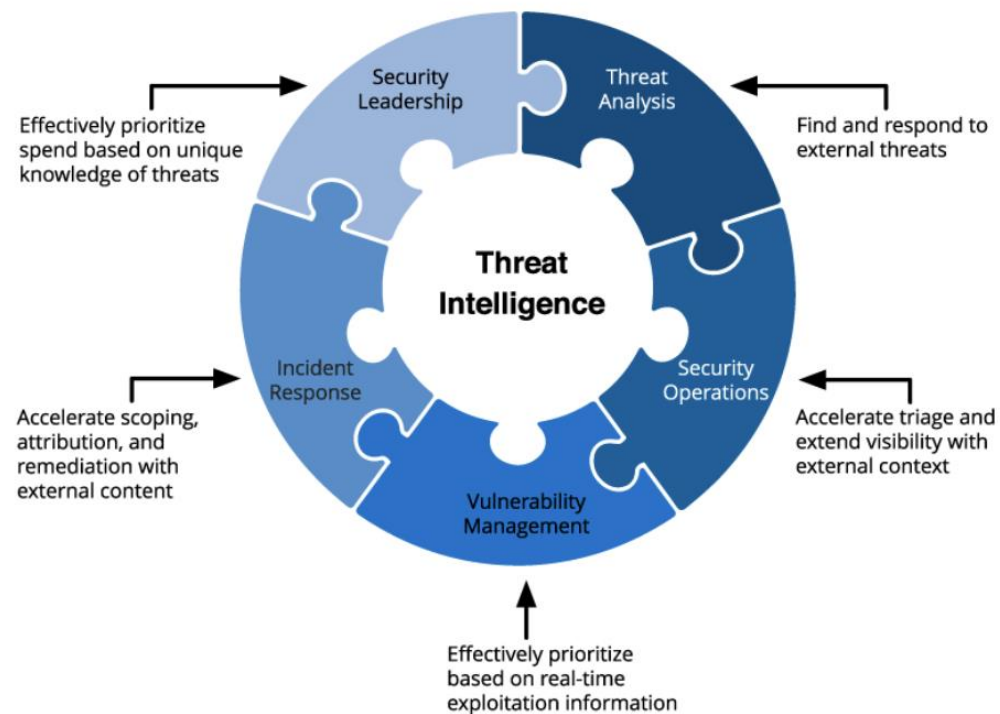 Security
Leadership
Threat
Analysis
Effectively prioritize
spend based on unique
knowledge of threats
Find and respond to
external threats
Threat
Intelligence
Incident
Response
Security
Operations
Accelerate scoping,
attribution, and
remediation with
external content
Accelerate triage and
extend visibility with
external context
Vulnerability
Management
Effectively prioritize
based on real-time
exploitation information